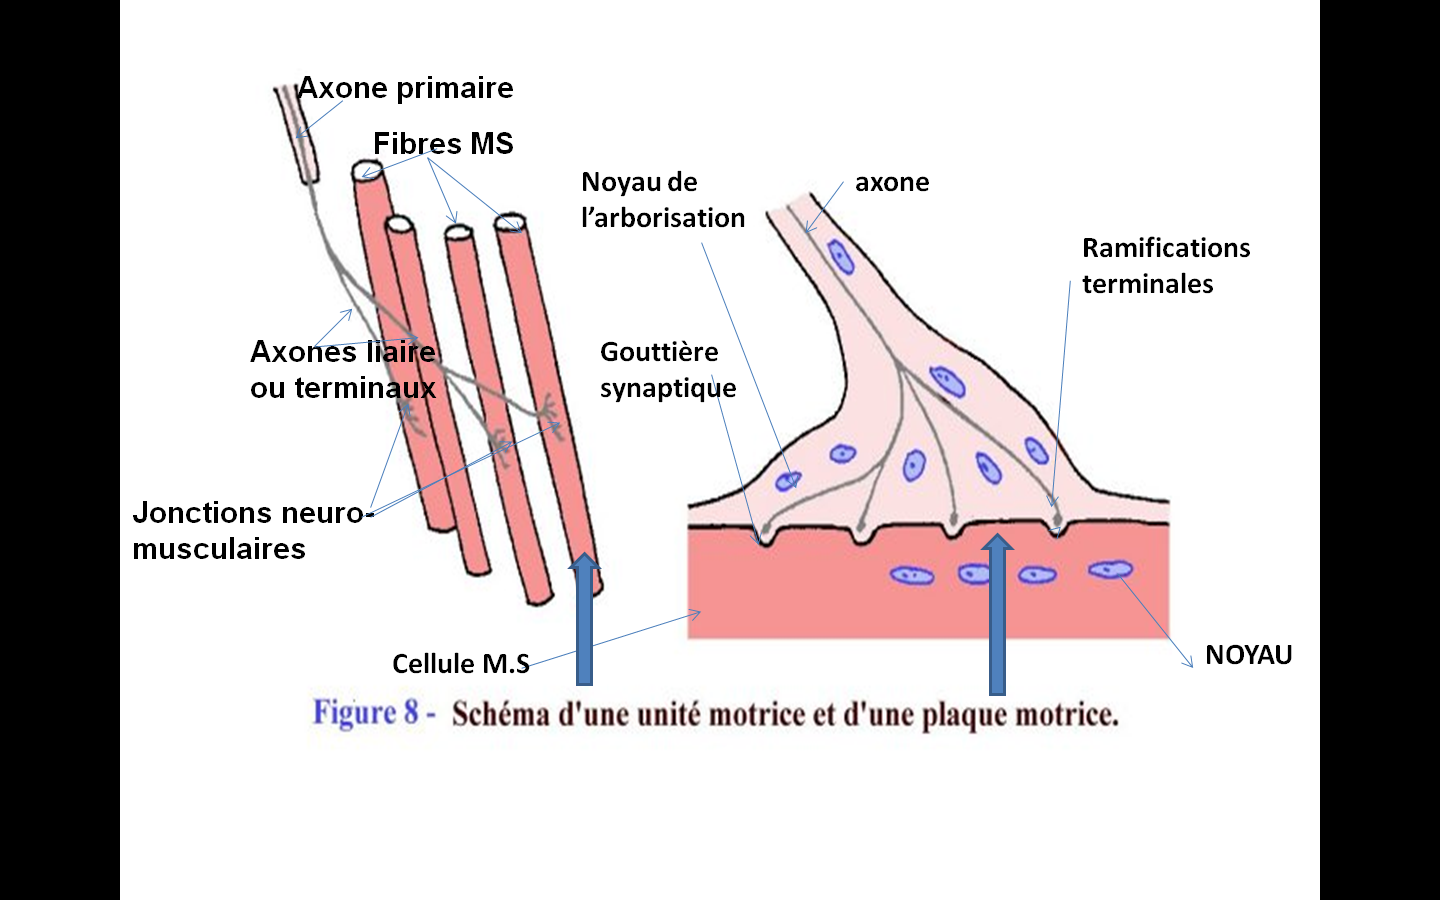 Axone primaire
Fibres MS
Noyau de
l'arborisation
axone
Ramifications
terminales
Axones liaire
ou terminaux
Gouttière
synaptique
Jonctions neuro-
musculaires
Cellule M.S
NOYAU
Figure 8 - Schéma d'une unité motrice et d'une plaque motrice.